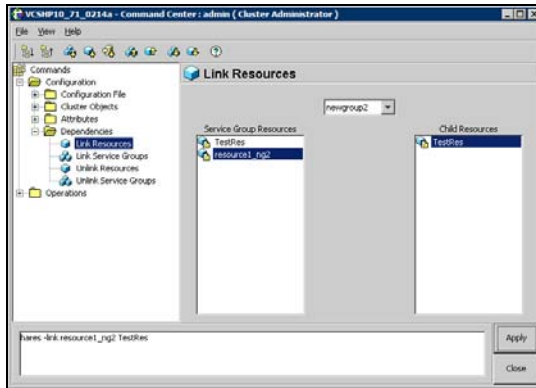 VCSHP10_71_0214a - Command Center : admin ( Cluster Administrator )
File View Help
Commands
Configuration
Configuration File
Cluster Objects
Attributes
Dependencies
Link Resources
Link Service Groups
Unlink Resources
Unlink Service Groups
Operations
Link Resources
newgroup2
Service Group Resources
TestRes
resource1_ng2
Child Resources
TestRes
hares -link resource1_ng2 TestRes
Apply
Close